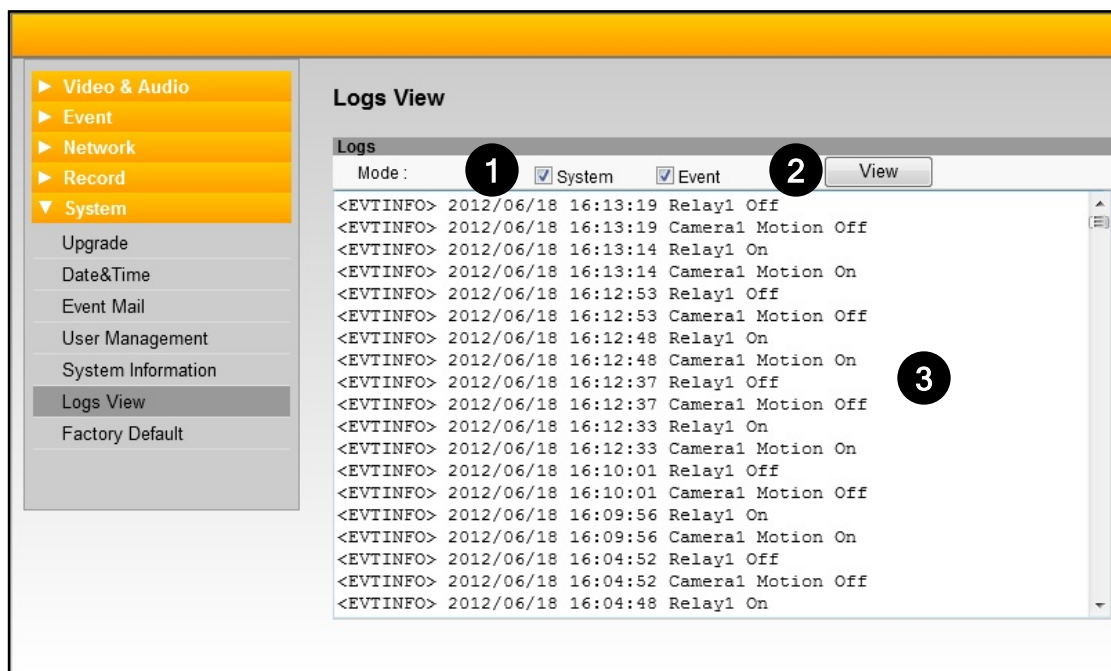 Video & Audio
Event
Network
Record
System
Upgrade
Date&Time
Event Mail
User Management
System Information
Logs View
Factory Default
Logs View
Logs
Mode : 1 System Event 2 View
<EVTINFO> 2012/06/18 16:13:19 Relay1 Off
<EVTINFO> 2012/06/18 16:13:19 Camera1 Motion Off
<EVTINFO> 2012/06/18 16:13:14 Relay1 On
<EVTINFO> 2012/06/18 16:13:14 Camera1 Motion On
<EVTINFO> 2012/06/18 16:12:53 Relay1 Off
<EVTINFO> 2012/06/18 16:12:53 Camera1 Motion Off
<EVTINFO> 2012/06/18 16:12:48 Relay1 On
<EVTINFO> 2012/06/18 16:12:48 Camera1 Motion On
<EVTINFO> 2012/06/18 16:12:37 Relay1 Off
3
<EVTINFO> 2012/06/18 16:12:37 Camera1 Motion Off
<EVTINFO> 2012/06/18 16:12:33 Relay1 On
<EVTINFO> 2012/06/18 16:12:33 Camera1 Motion On
<EVTINFO> 2012/06/18 16:10:01 Relay1 Off
<EVTINFO> 2012/06/18 16:10:01 Camera1 Motion Off
<EVTINFO> 2012/06/18 16:09:56 Relay1 On
<EVTINFO> 2012/06/18 16:09:56 Camera1 Motion On
<EVTINFO> 2012/06/18 16:04:52 Relay1 Off
<EVTINFO> 2012/06/18 16:04:52 Camera1 Motion Off
<EVTINFO> 2012/06/18 16:04:48 Relay1 On